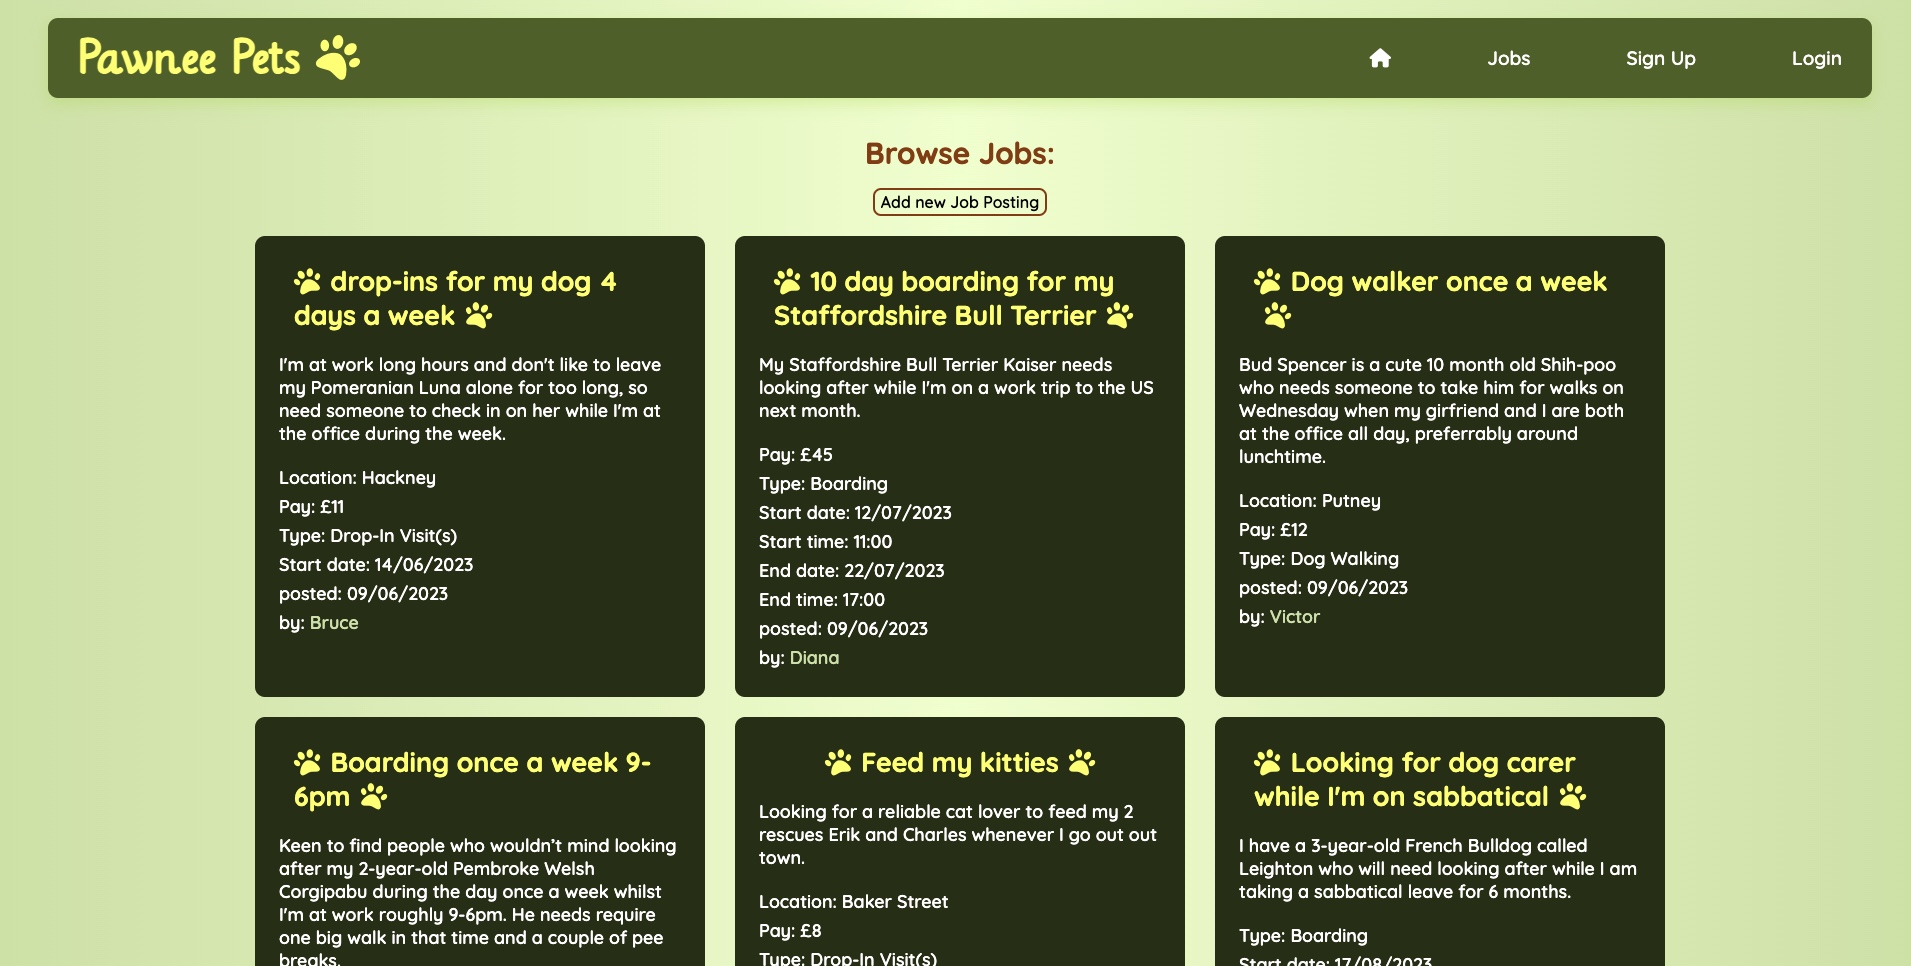 Pawnee Pets
Jobs
Sign Up
Login
Browse Jobs:
Add new Job Posting
drop-ins for my dog 4
days a week
I'm at work long hours and don't like to leave
my Pomeranian Luna alone for too long, so
need someone to check in on her while I'm at
the office during the week.
Location: Hackney
Pay: £11
Type: Drop-In Visit(s)
Start date: 14/06/2023
posted: 09/06/2023
by: Bruce
10 day boarding for my
Staffordshire Bull Terrier
My Staffordshire Bull Terrier Kaiser needs
looking after while I'm on a work trip to the US
next month.
Pay: £45
Type: Boarding
Start date: 12/07/2023
Start time: 11:00
End date: 22/07/2023
End time: 17:00
posted: 09/06/2023
by: Diana
Dog walker once a week
Bud Spencer is a cute 10 month old Shih-poo
who needs someone to take him for walks on
Wednesday when my girfriend and I are both
at the office all day, preferrably around
lunchtime.
Location: Putney
Pay: £12
Type: Dog Walking
posted: 09/06/2023
by: Victor
Boarding once a week 9-
6pm
Keen to find people who wouldn’t mind looking
after my 2-year-old Pembroke Welsh
Corgipabu during the day once a week whilst
I'm at work roughly 9-6pm. He needs require
one big walk in that time and a couple of pee
breaks.
Feed my kitties
Looking for a reliable cat lover to feed my 2
rescues Erik and Charles whenever I go out out
town.
Location: Baker Street
Pay: £8
Type: Drop-In Visit(s)
Looking for dog carer
while I'm on sabbatical
I have a 3-year-old French Bulldog called
Leighton who will need looking after while I am
taking a sabbatical leave for 6 months.
Type: Boarding
Start date: 17/08/2023